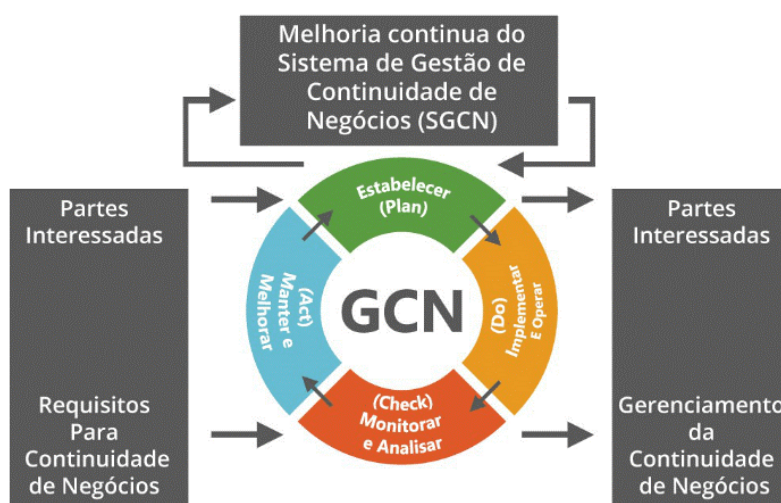 Melhoria continua do
Sistema de Gestão de
Continuidade de
Negócios (SGCN)
Partes
Interessadas
Requisitos
Para
Continuidade
de Negócios
Estabelecer
(Plan)
(Do)
Implementar
E Operar
(Check)
Monitorar
e Analisar
(Act)
Manter e
Melhorar
GCN
Partes
Interessadas
Gerenciamento
da
Continuidade
de Negócios